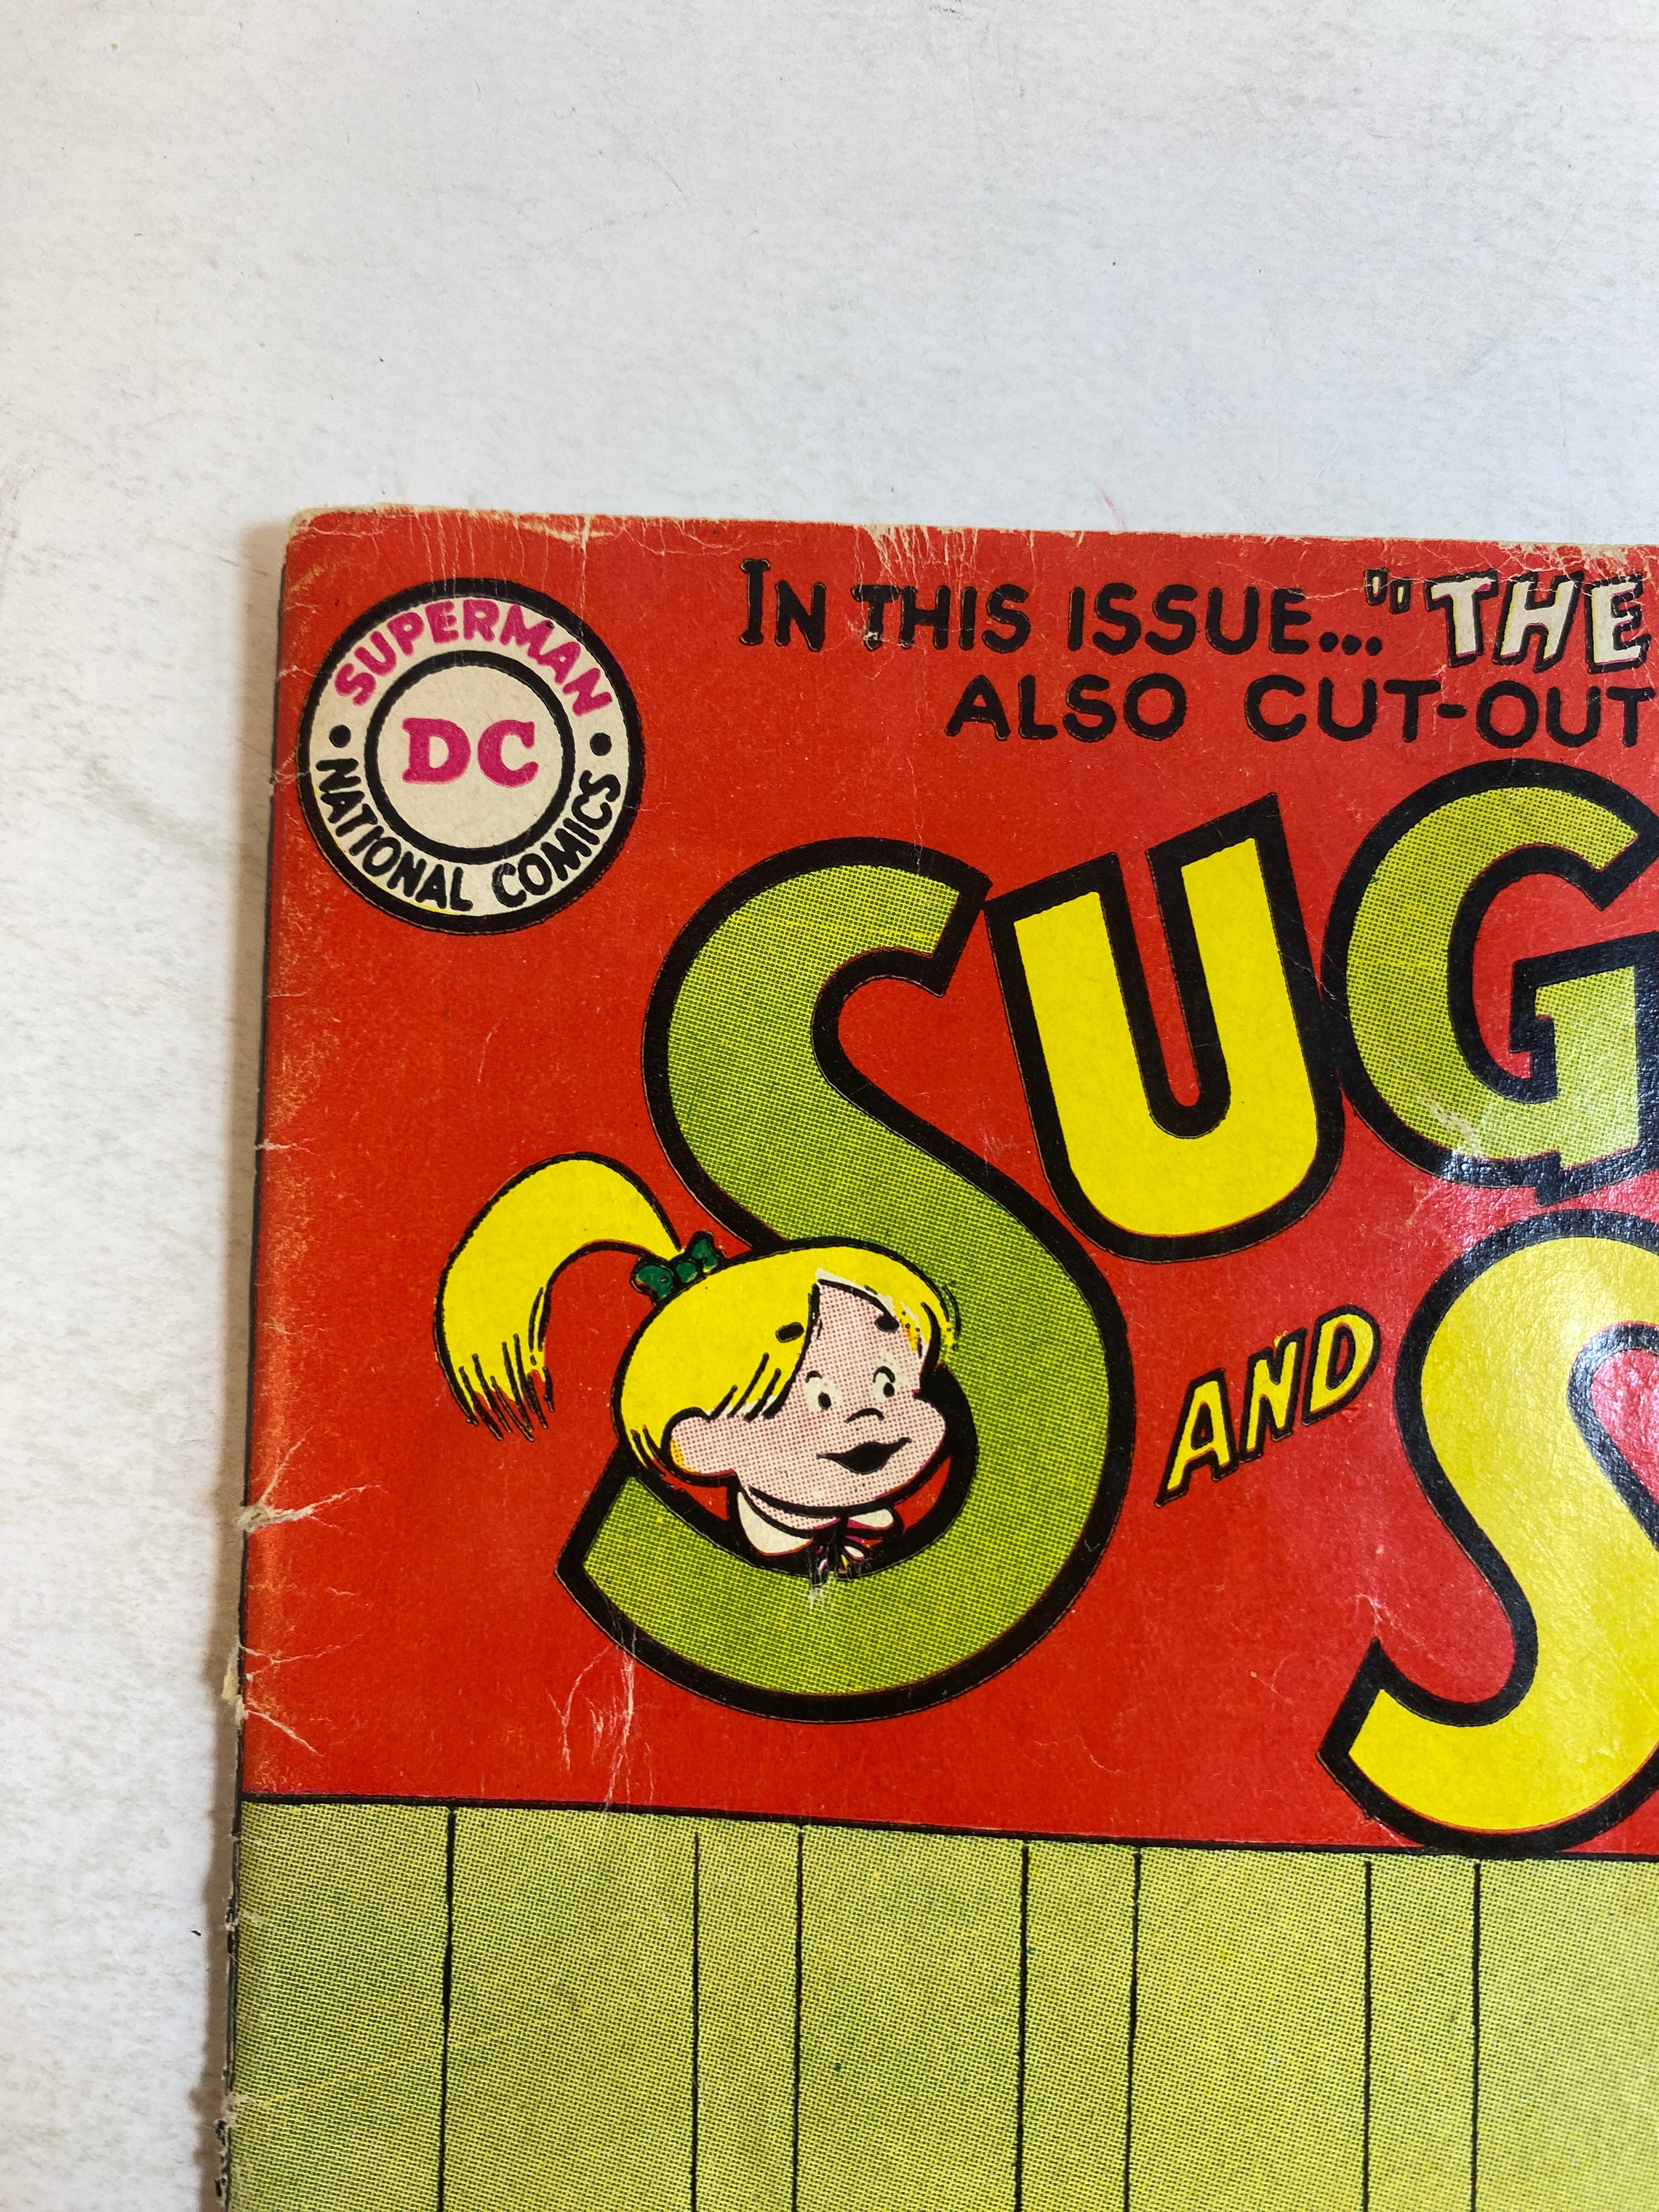 SUPERMAN
DC
NATIONAL COMICS
IN THIS ISSUE... "THE
ALSO CUT-OUT
SUG
AND
S